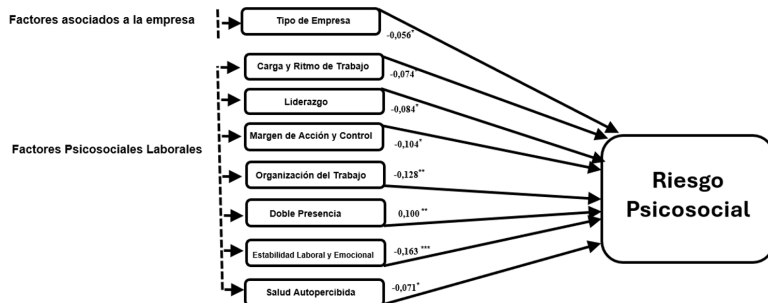 Factores asociados a la empresa
Tipo de Empresa
-0,056*
Carga y Ritmo de Trabajo
-0,074*
Liderazgo
-0,084*
Factores Psicosociales Laborales
Margen de Acción y Control
-0,104*
Organización del Trabajo
-0,128**
Doble Presencia
0,100 **
Estabilidad Laboral y Emocional
-0,163 ***
Salud Autopercibida
-0,071*
Riesgo
Psicosocial